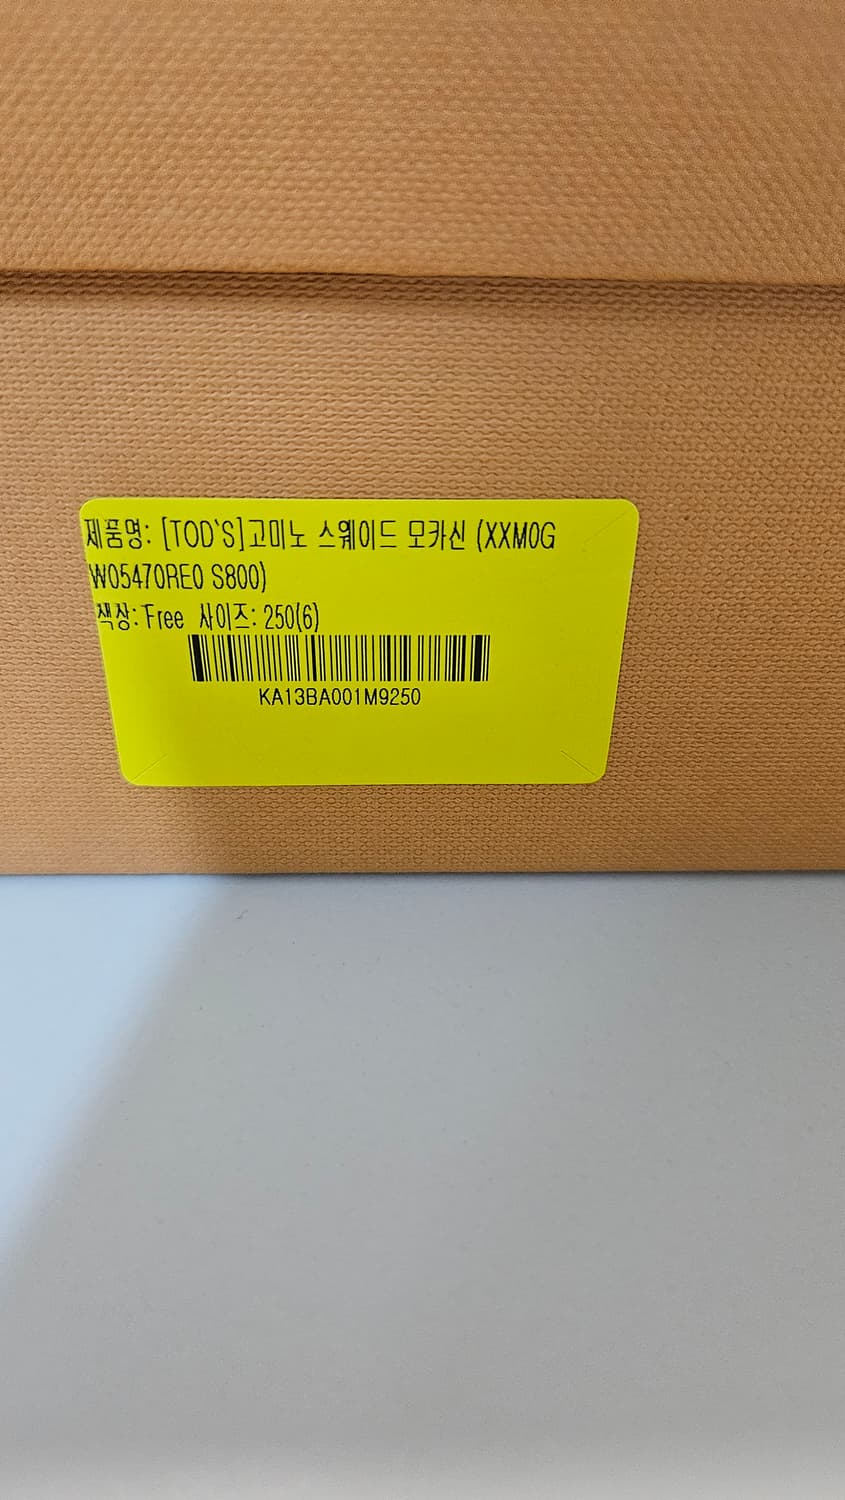 제품명: [TOD'S]고미노 스웨이드 모카신 (XXM0G
W05470RE0 S800)
색상: Free 사이즈: 250(6)
KA13BA001M9250